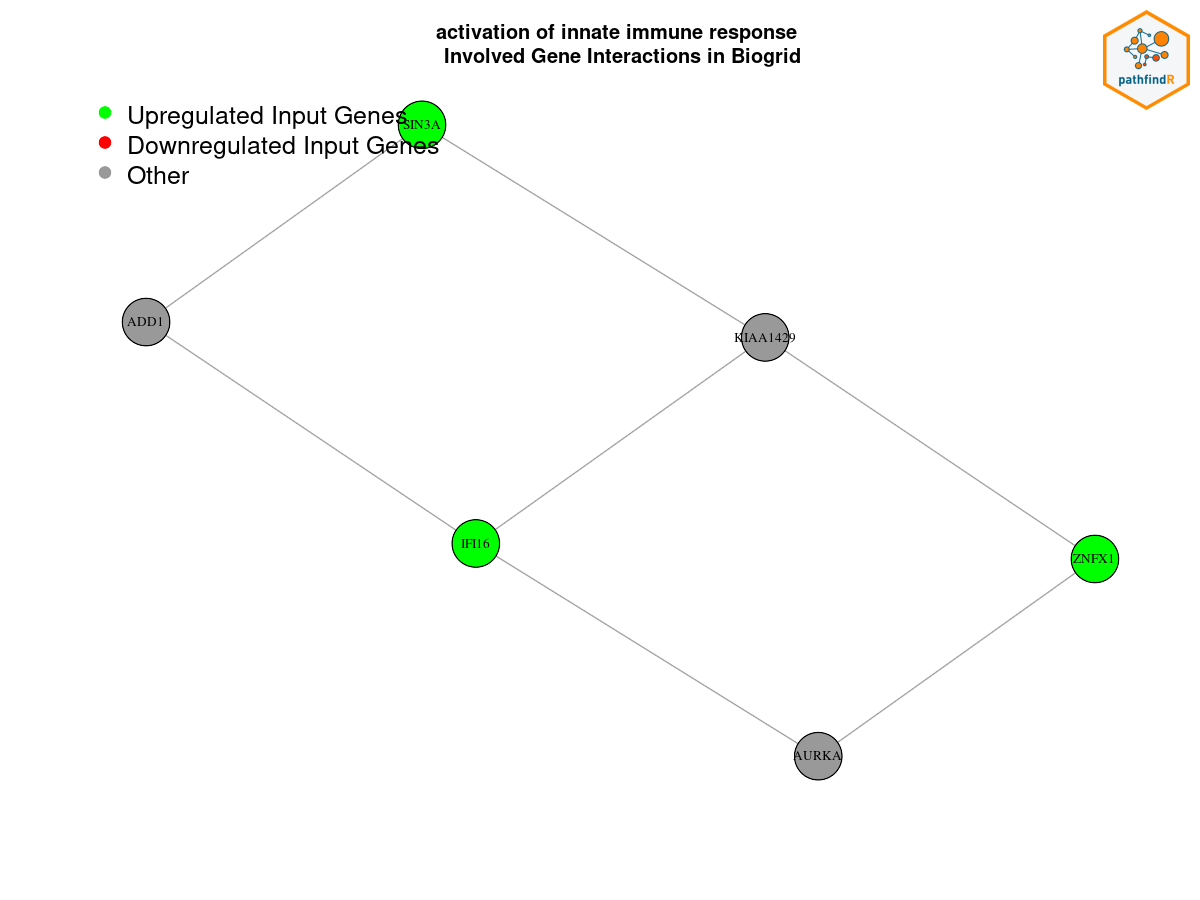 activation of innate immune response
Involved Gene Interactions in Biogrid
pathfindR
Upregulated Input Genes
Downregulated Input Genes
Other
SIN3A
ADD1
KIAA1429
IFI16
ZNFX1
AURKA